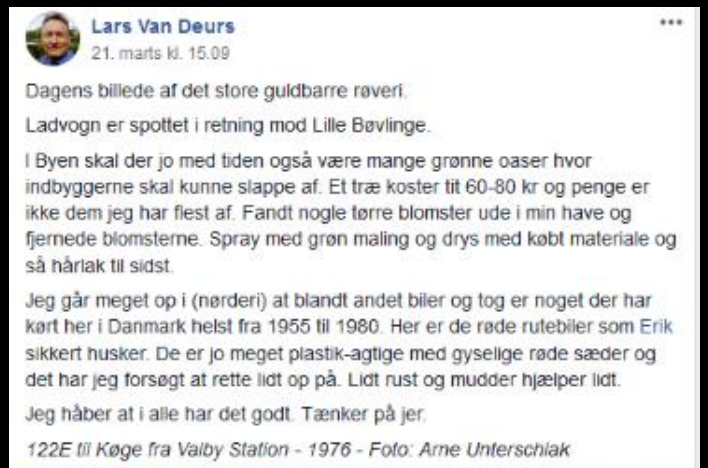 Lars Van Deurs
21. marts kl. 15.09
Dagens billede af det store guldbarre røveri.
Ladvogn er spottet i retning mod Lille Bøvlinge.
I Byen skal der jo med tiden også være mange grønne oaser hvor
indbyggerne skal kunne slappe af. Et træ koster tit 60-80 kr og penge er
ikke dem jeg har flest af. Fandt nogle tørre blomster ude i min have og
fjernede blomsterne. Spray med grøn maling og drys med købt materiale og
så hårlak til sidst.
Jeg går meget op i (nørderi) at blandt andet biler og tog er noget der har
kørt her i Danmark helst fra 1955 til 1980. Her er de røde rutebiler som Erik
sikkert husker. De er jo meget plastik-agtige med gyselige røde sæder og
det har jeg forsøgt at rette lidt op på. Lidt rust og mudder hjælper lidt.
Jeg håber at i alle har det godt. Tænker på jer.
122E til Køge fra Valby Station - 1976 - Foto: Arne Unterschlak